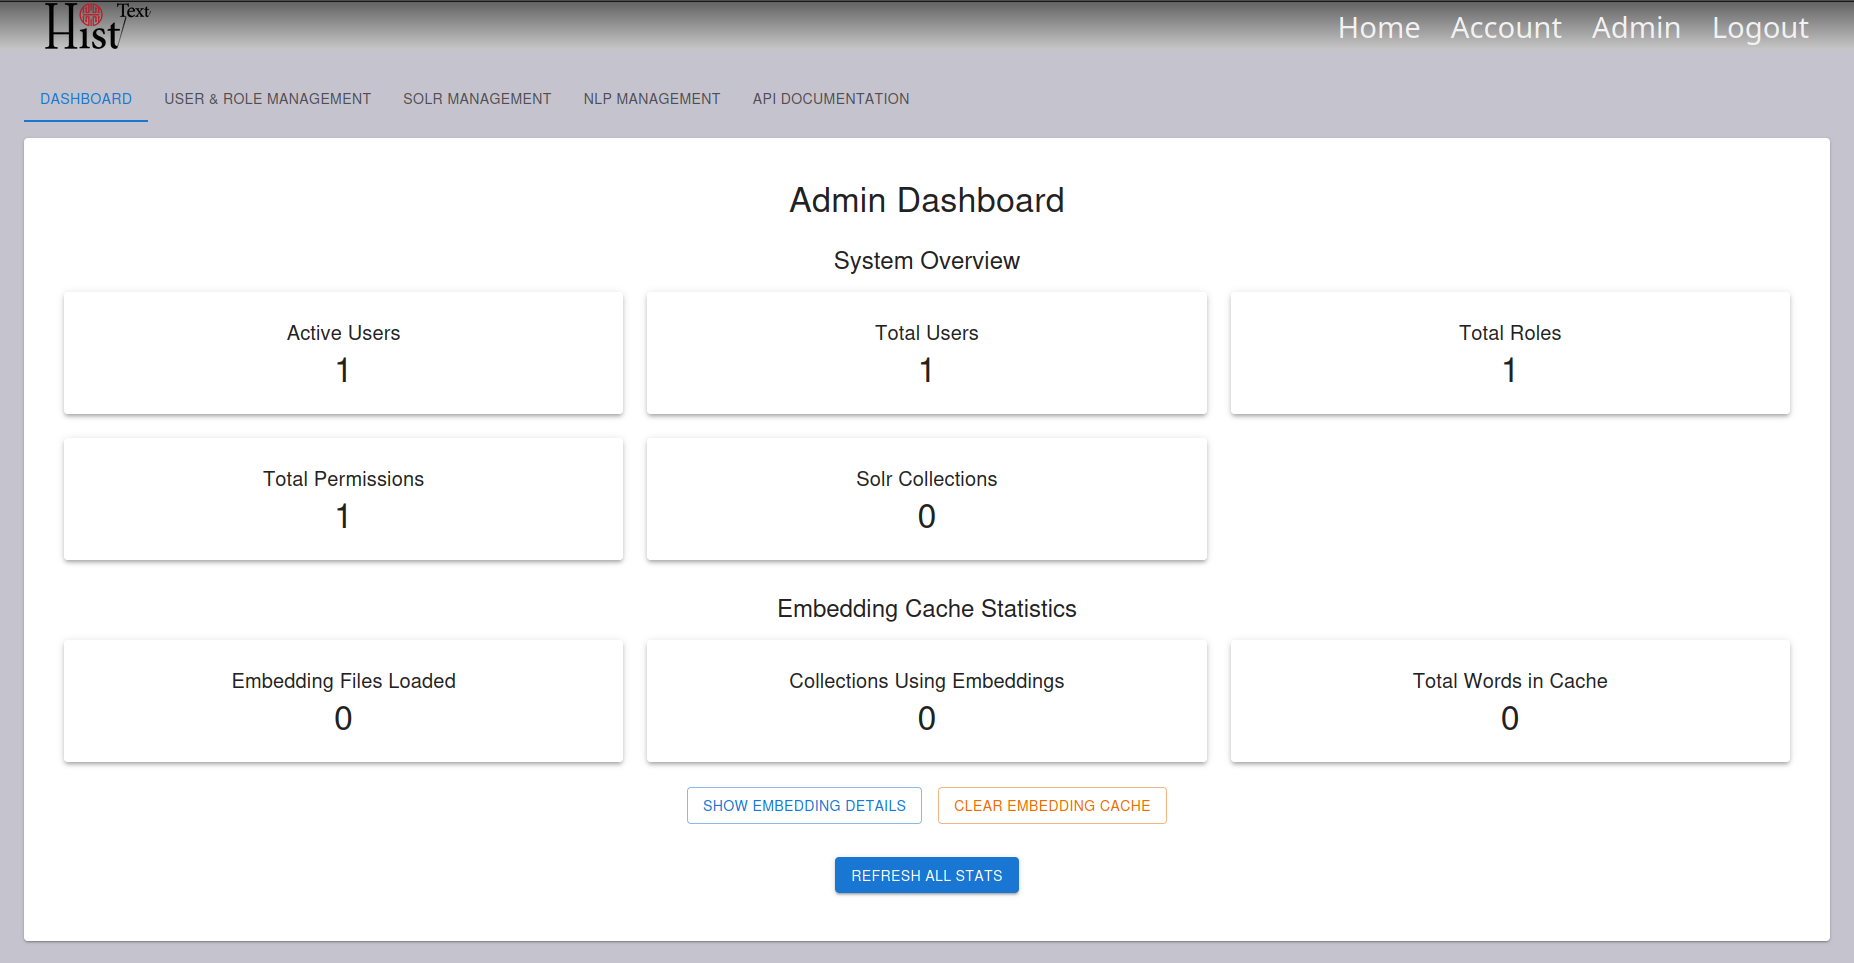 Hist Text
Home Account Admin Logout
DASHBOARD USER & ROLE MANAGEMENT SOLR MANAGEMENT NLP MANAGEMENT API DOCUMENTATION
Admin Dashboard
System Overview
Active Users Total Users Total Roles
1 1 1
Total Permissions Solr Collections
1 0
Embedding Cache Statistics
Embedding Files Loaded Collections Using Embeddings Total Words in Cache
0 0 0
SHOW EMBEDDING DETAILS CLEAR EMBEDDING CACHE
REFRESH ALL STATS